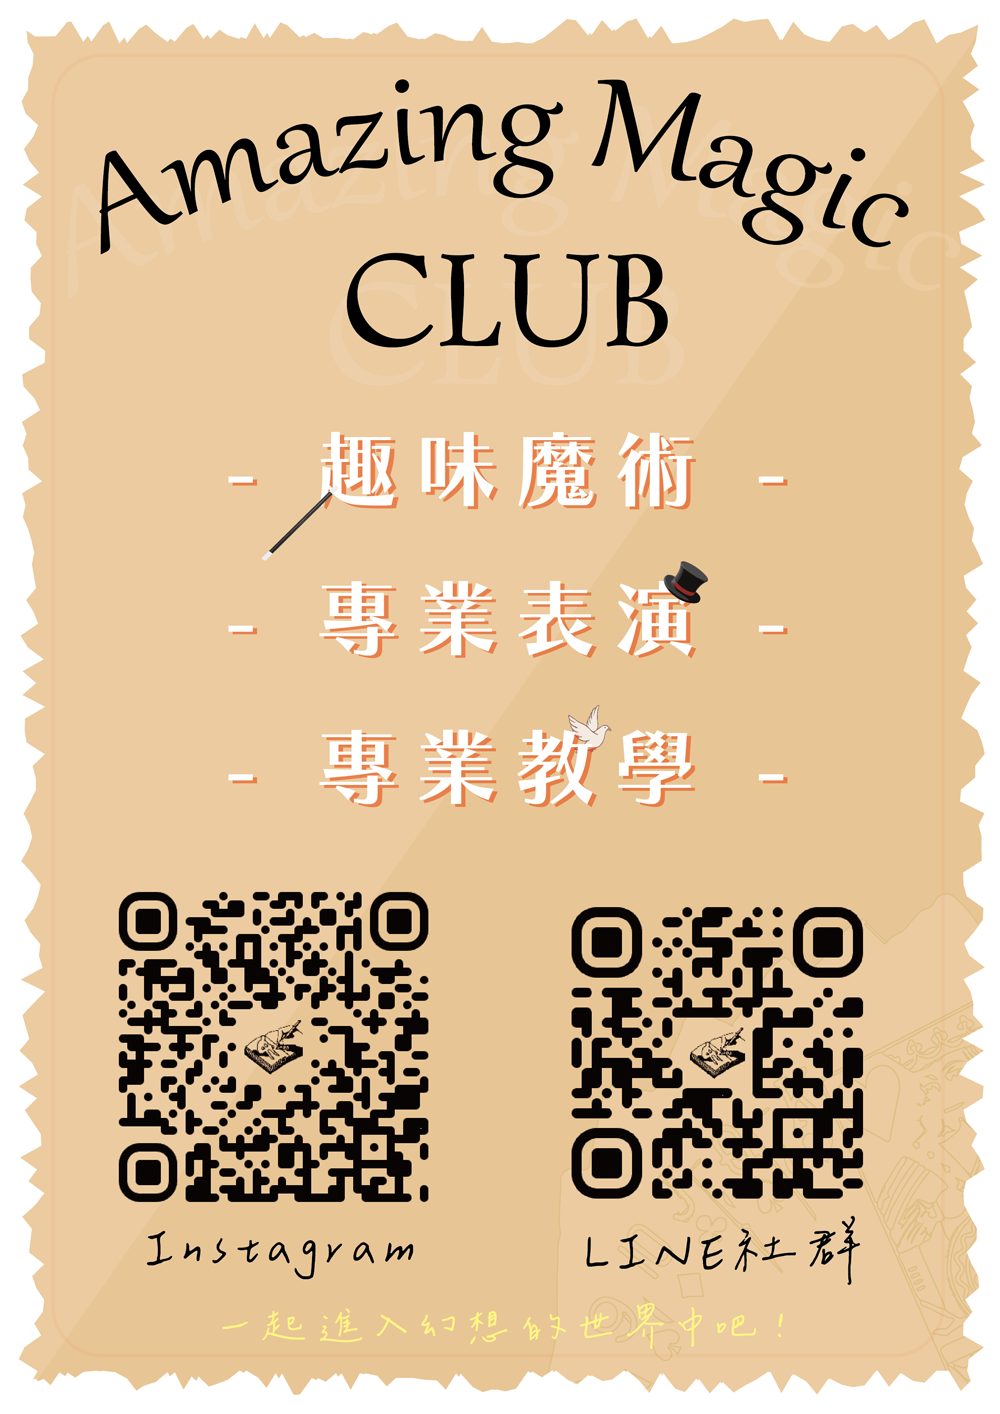 Amazing Magic
CLUB
- 趣味魔術 -
- 專業表演 -
- 專業教學 -
Instagram
LINE社群
一起進入幻想的世界中吧！